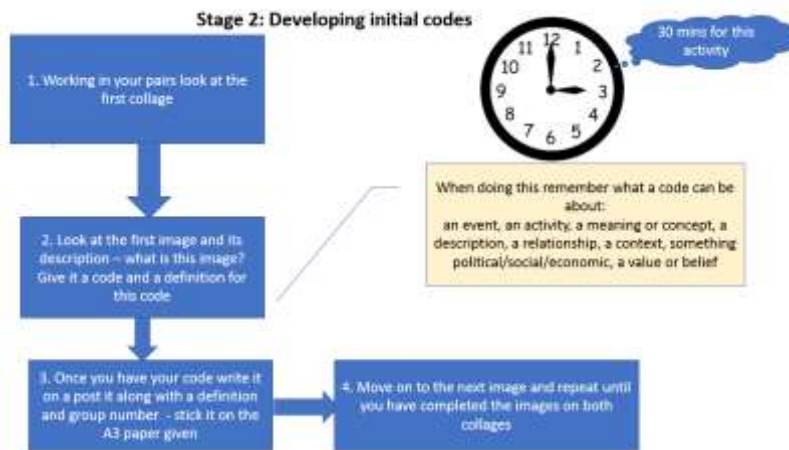 Stage 2: Developing initial codes
30 mins for this
activity
12
1
2
3
4
5
6
7
8
9
10
11
1. Working in your pairs look at the
first collage
When doing this remember what a code can be
about:
an event, an activity, a meaning or concept, a
description, a relationship, a context, something
political/social/economic, a value or belief
2. Look at the first image and its
description – what is this image?
Give it a code and a definition for
this code
3. Once you have your code write it
on a post it along with a definition
and group number - stick it on the
A3 paper given
4. Move on to the next image and repeat until
you have completed the images on both
collages